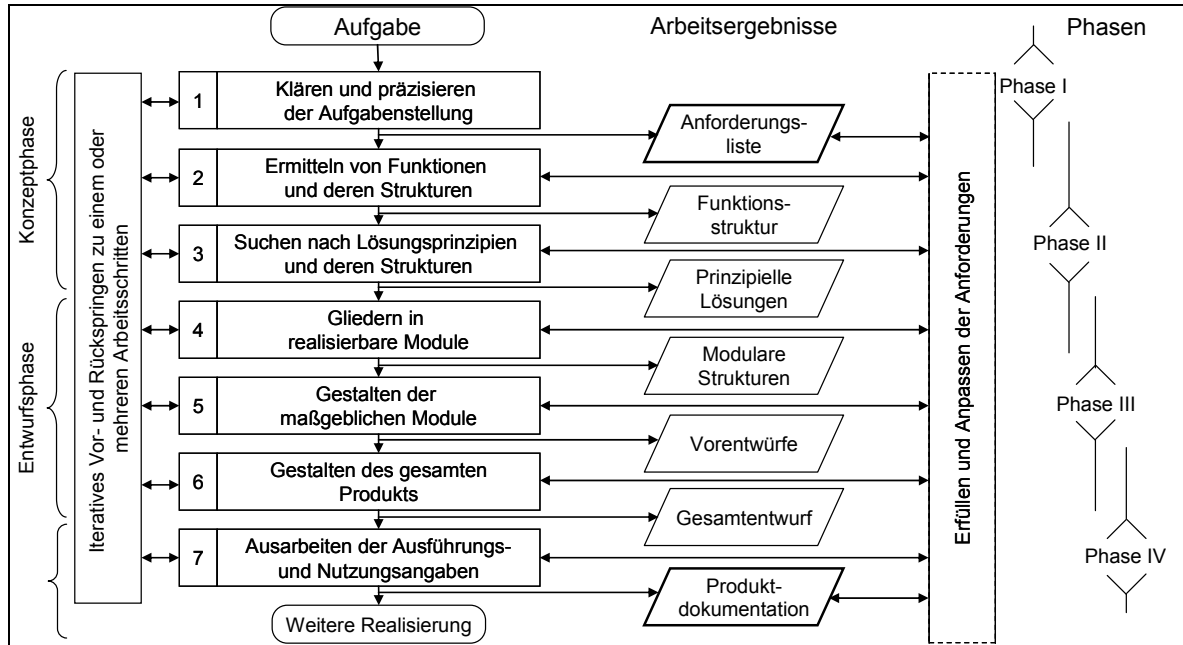 Aufgabe
Arbeitsergebnisse
Phasen
Konzeptphase
Entwurfsphase
Iteratives Vor- und Rückspringen zu einem oder
mehreren Arbeitsschritten
1
Klären und präzisieren
der Aufgabenstellung
Anforderungs-
liste
2
Ermitteln von Funktionen
und deren Strukturen
Funktions-
struktur
3
Suchen nach Lösungsprinzipien
und deren Strukturen
Prinzipielle
Lösungen
4
Gliedern in
realisierbare Module
Modulare
Strukturen
5
Gestalten der
maßgeblichen Module
Vorentwürfe
6
Gestalten des gesamten
Produkts
Gesamtentwurf
7
Ausarbeiten der Ausführungs-
und Nutzungsangaben
Produkt-
dokumentation
Weitere Realisierung
Erfüllen und Anpassen der Anforderungen
Phase I
Phase II
Phase III
Phase IV